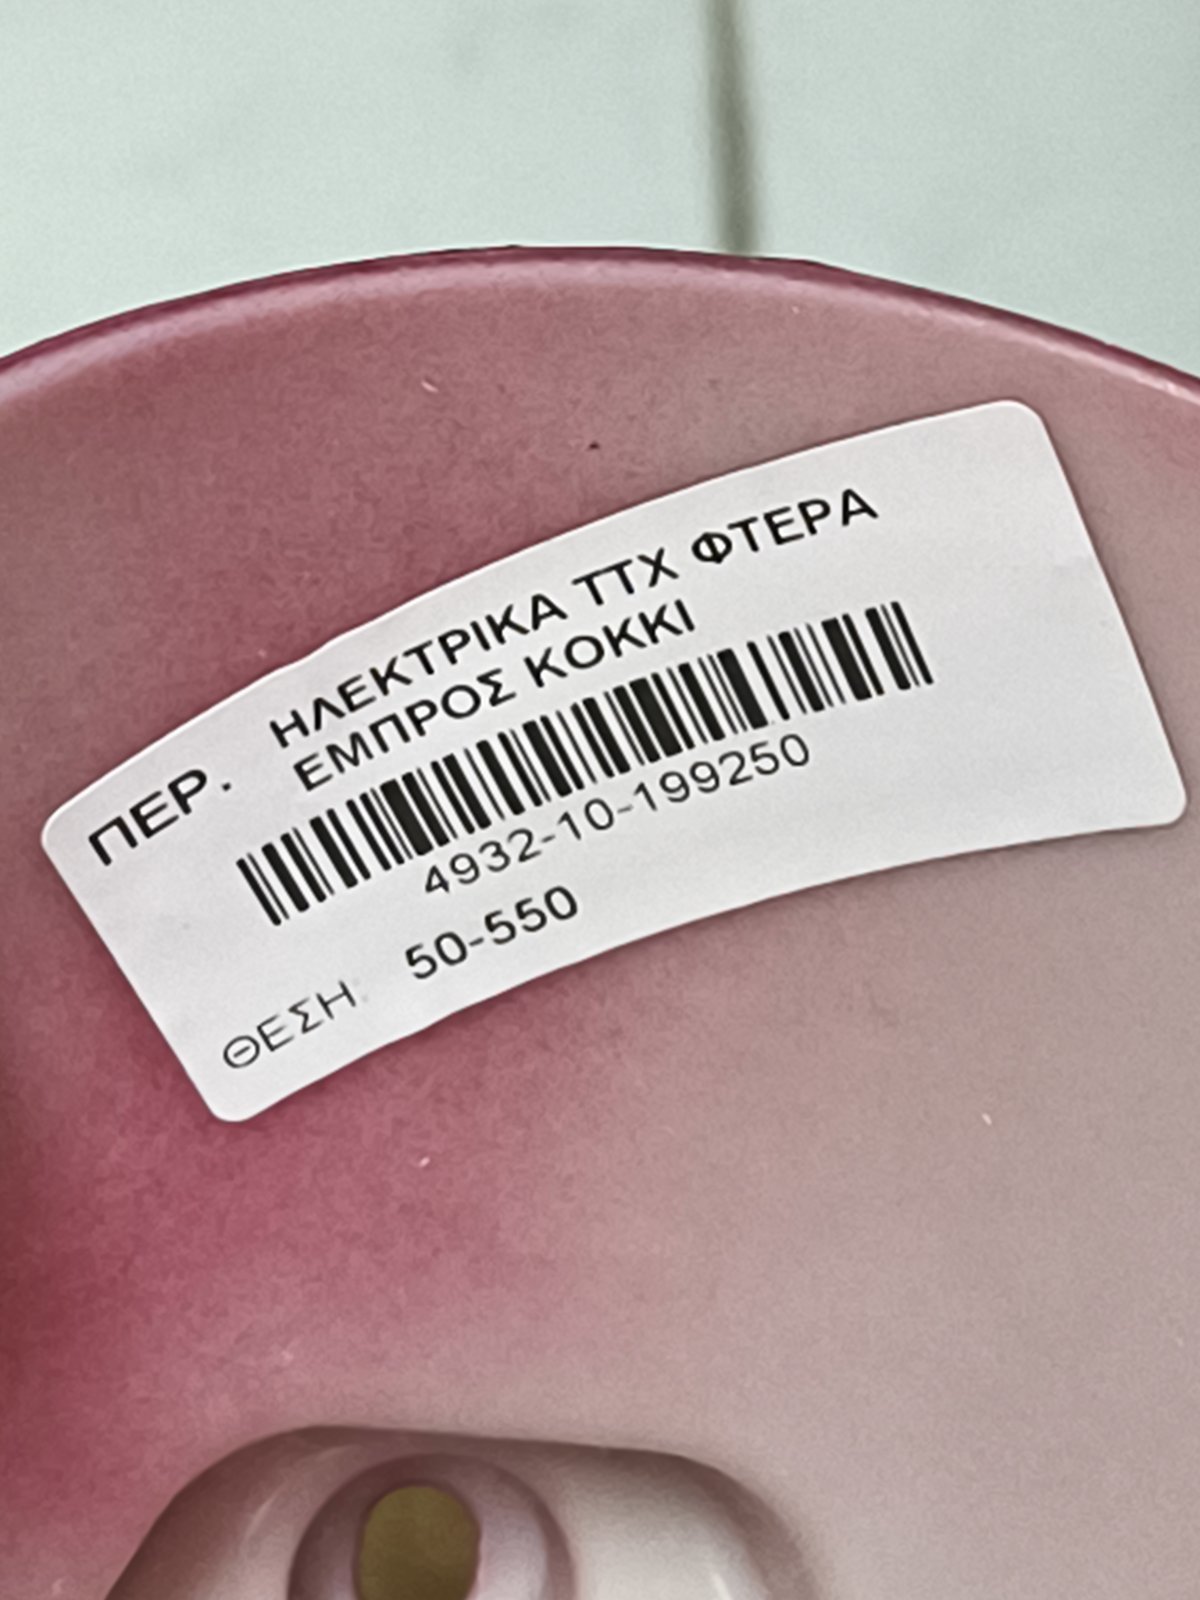 ΠΕΡ. ΗΛΕΚΤΡΙΚΑ ΤΤΧ ΦΤΕΡΑ
ΕΜΠΡΟΣ ΚΟΚΚΙ
4932-10-199250
ΘΕΣΗ. 50-550